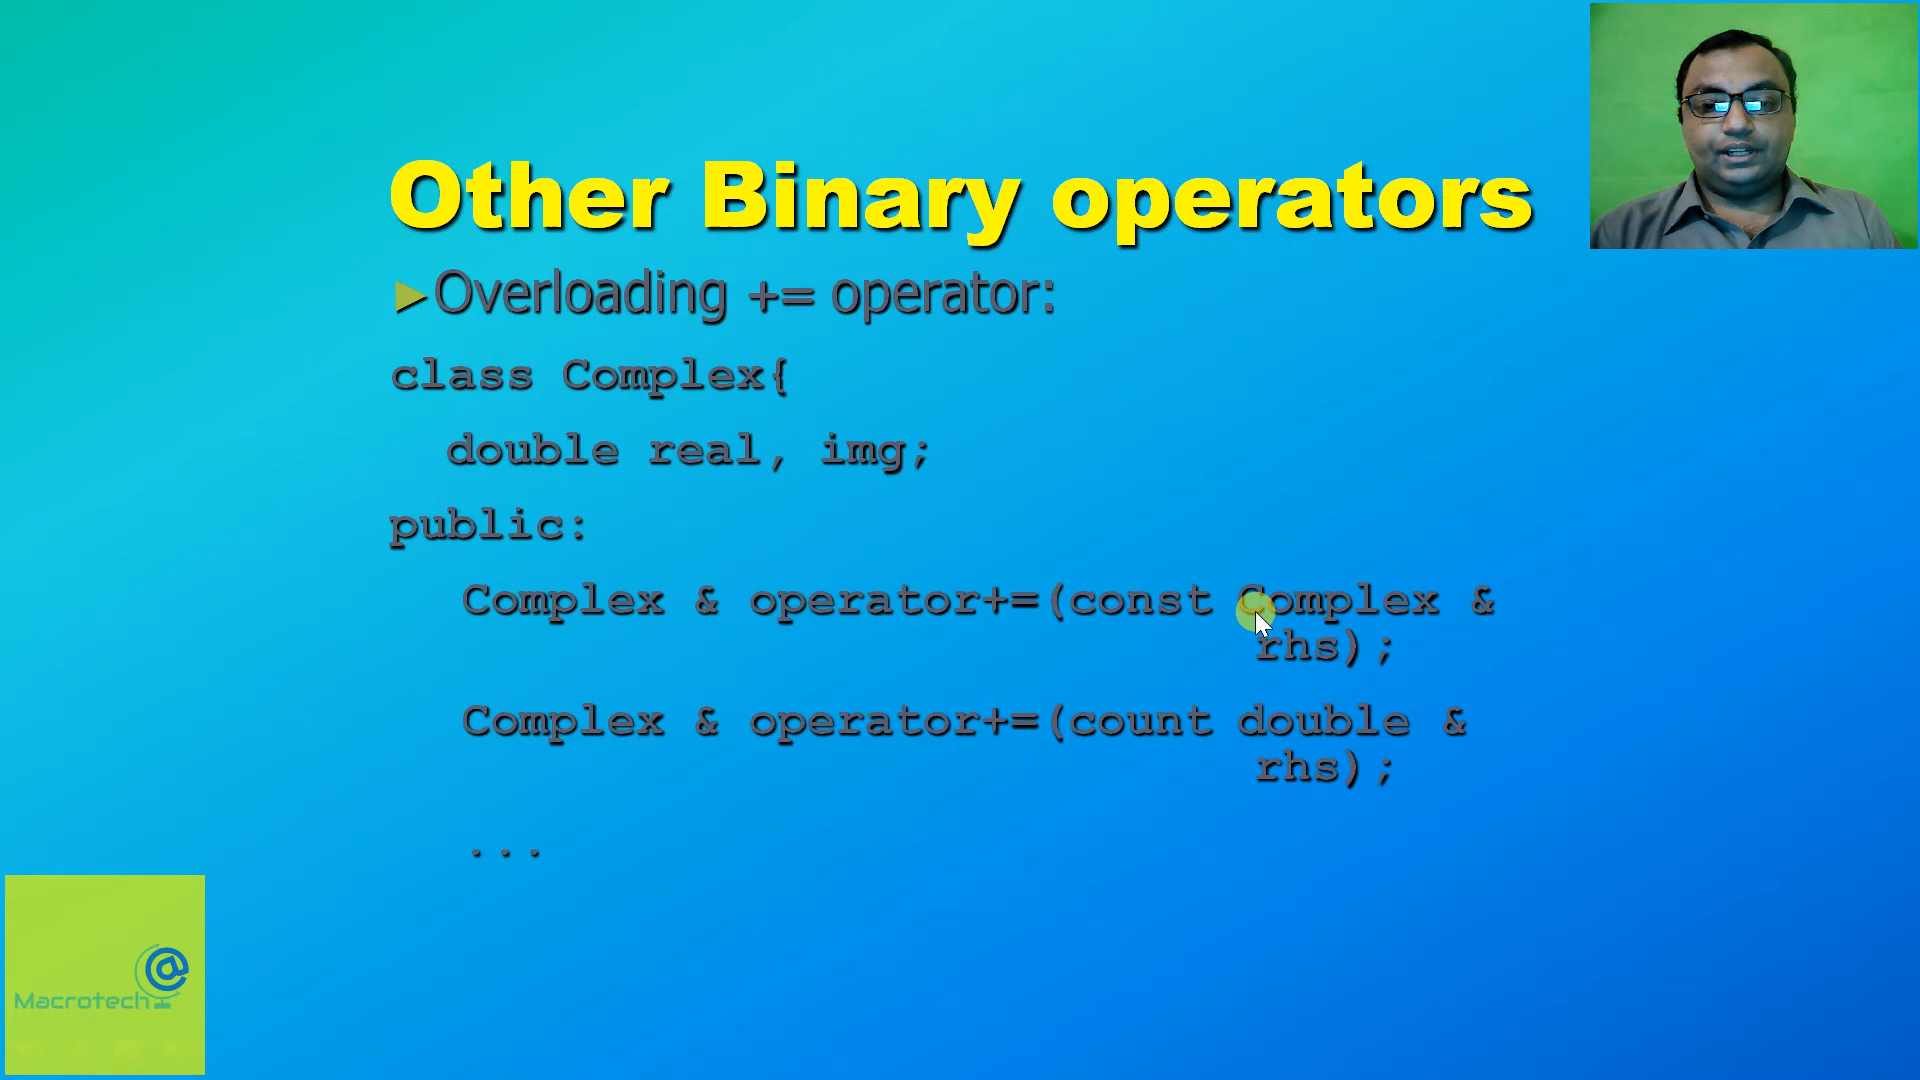 Other Binary operators
Overloading += operator:
class Complex{
double real, img;
public:
Complex & operator+=(const Complex &
rhs);
Complex & operator+=(count double &
rhs);
...
Macrotech